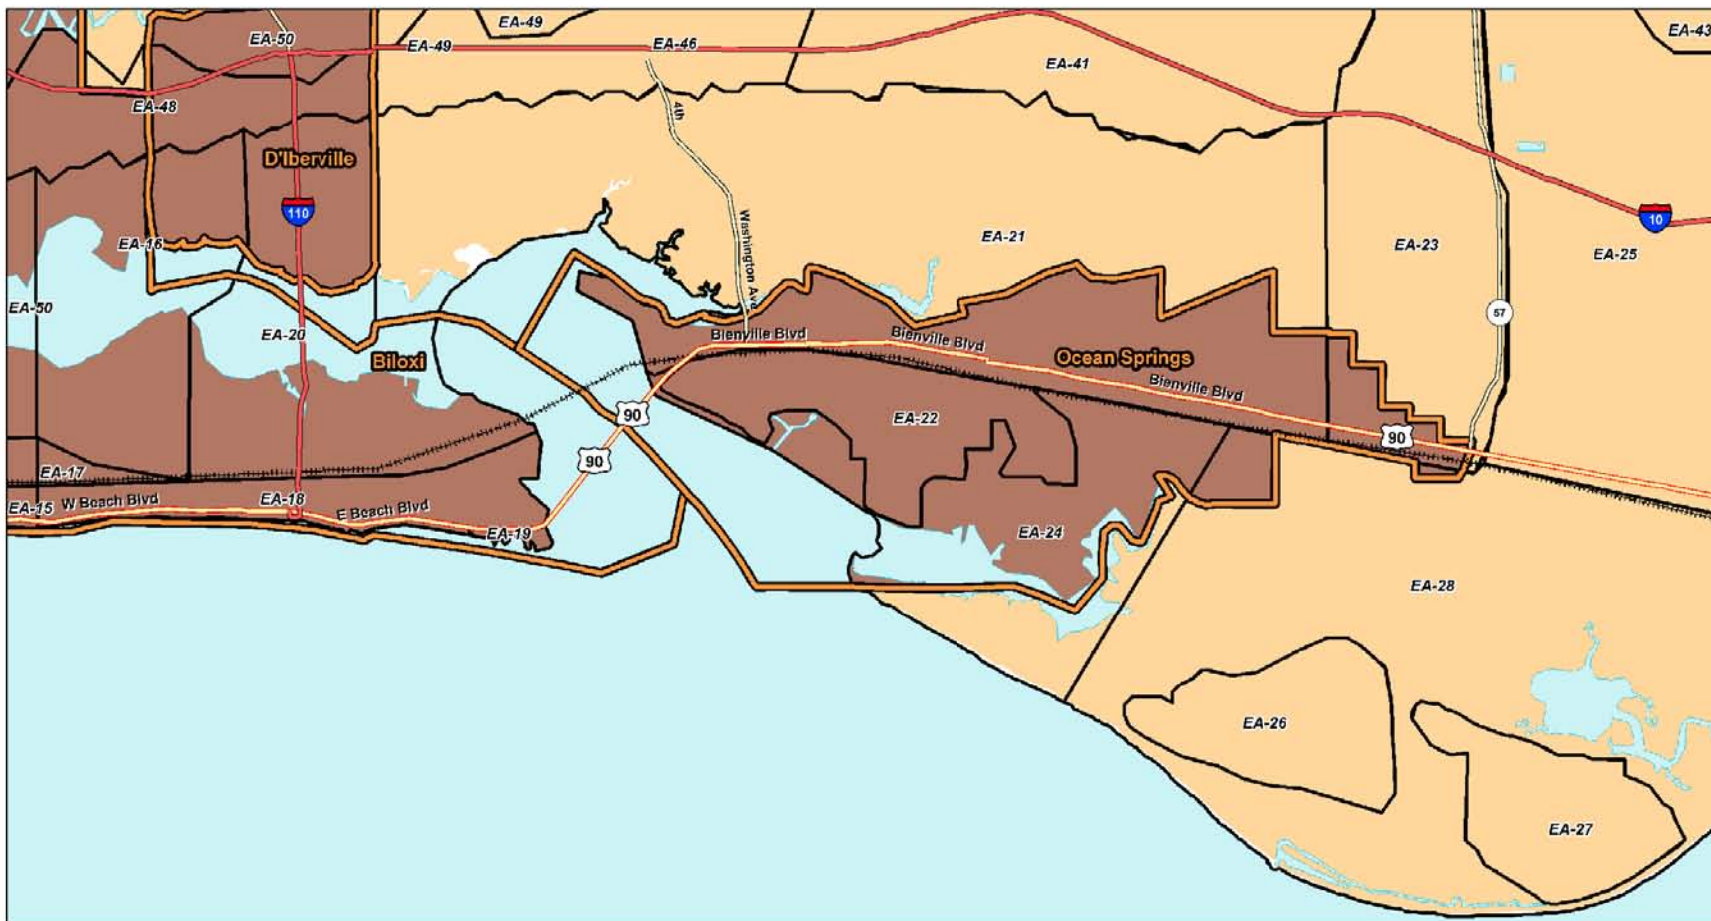 EA-49
EA-43
EA-50
EA-49
EA-46
EA-41
EA-48
4th
D'Iberville
110
Washington Ave
10
EA-16
EA-21
EA-23
EA-25
EA-50
57
EA-20
Bienville Blvd
Bienville Blvd
Biloxi
Ocean Springs
Bienville Blvd
90
EA-22
90
90
EA-17
EA-15
W Beach Blvd
EA-18
E Beach Blvd
EA-19
EA-24
EA-28
EA-26
EA-27